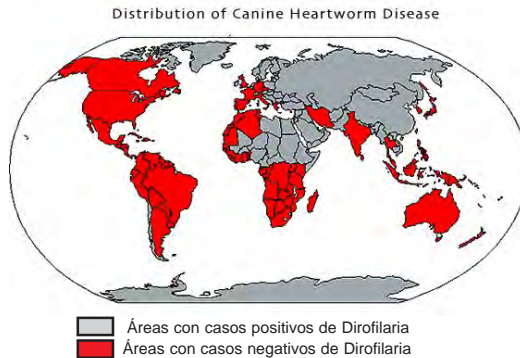 Distribution of Canine Heartworm Disease
Áreas con casos positivos de Dirofilaria
Áreas con casos negativos de Dirofilaria